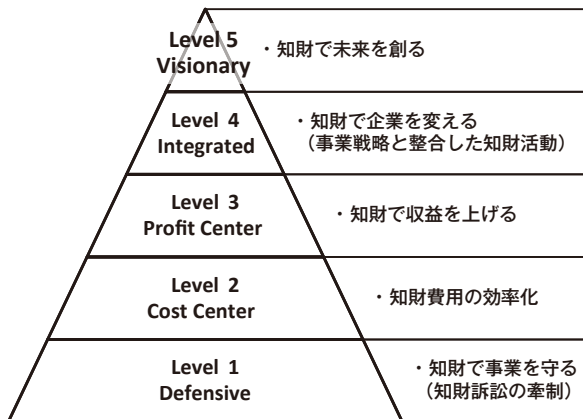 Level 5
Visionary
・知財で未来を創る
Level 4
Integrated
・知財で企業を変える
（事業戦略と整合した知財活動）
Level 3
Profit Center
・知財で収益を上げる
Level 2
Cost Center
・知財費用の効率化
Level 1
Defensive
・知財で事業を守る
（知財訴訟の牽制）